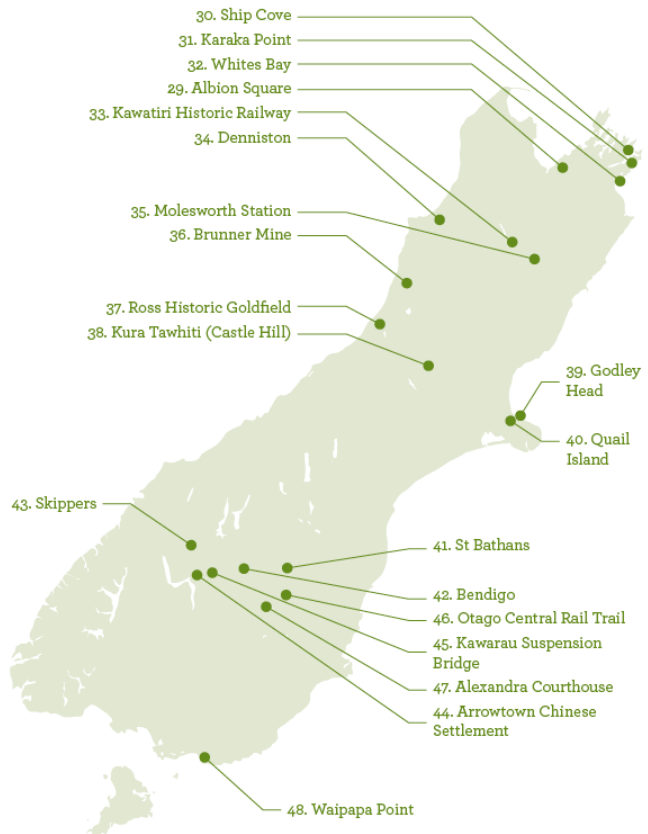 30. Ship Cove
31. Karaka Point
32. Whites Bay
29. Albion Square
33. Kawatiri Historic Railway
34. Denniston
35. Molesworth Station
36. Brunner Mine
37. Ross Historic Goldfield
38. Kura Tawhiti (Castle Hill)
39. Godley
Head
40. Quail
Island
43. Skippers
41. St Bathans
42. Bendigo
46. Otago Central Rail Trail
45. Kawarau Suspension
Bridge
47. Alexandra Courthouse
44. Arrowtown Chinese
Settlement
48. Waipapa Point